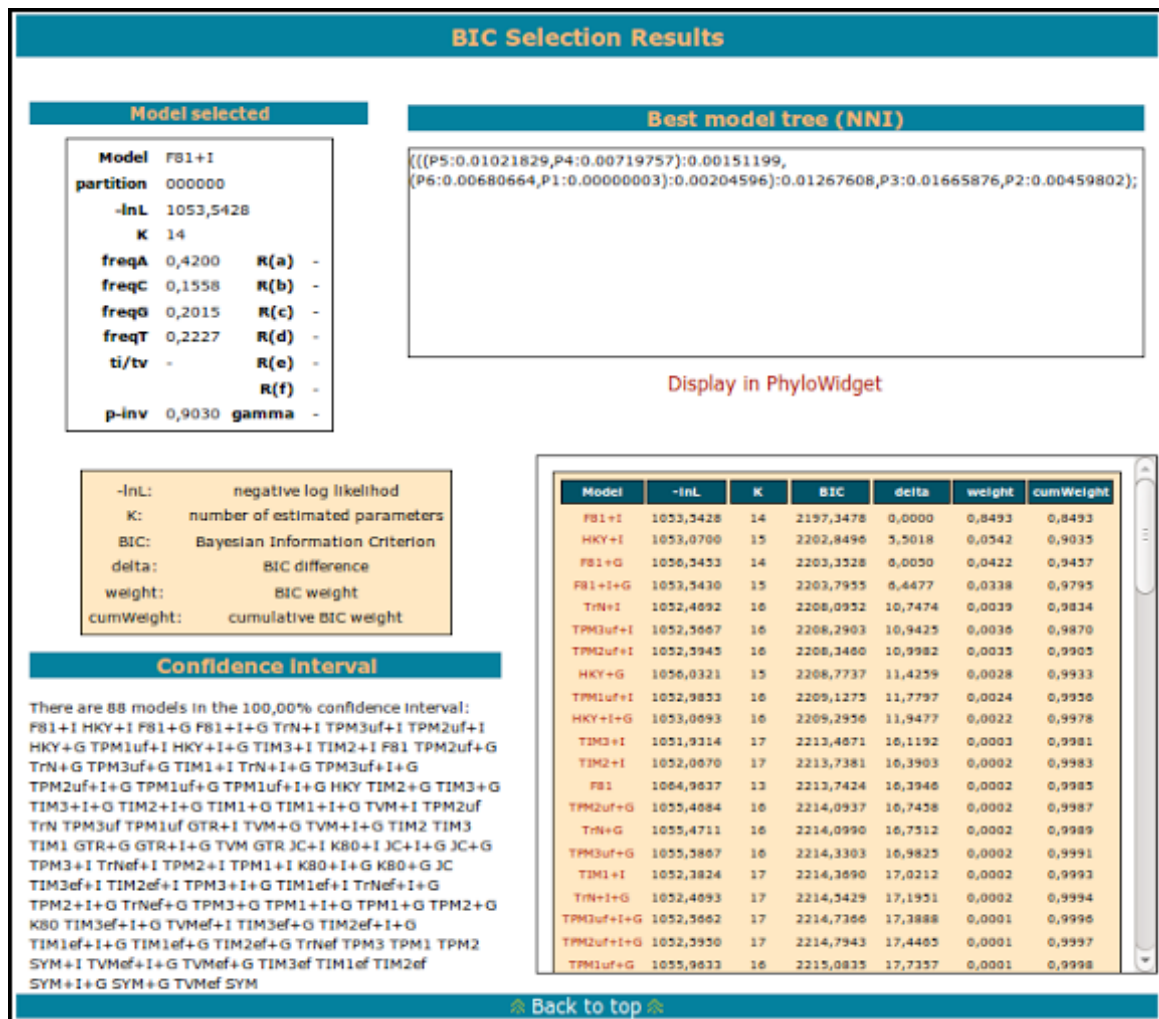 BIC Selection Results
Model selected
Model F81+I
partition 000000
-lnL 1053,5428
K 14
freqA 0,4200 R(a) -
freqC 0,1558 R(b) -
freqG 0,2015 R(c) -
freqT 0,2227 R(d) -
ti/tv - R(e) -
R(f) -
p-inv 0,9030 gamma -
Best model tree (NNI)
(((P5:0.01021829,P4:0.00719757):0.00151199,
(P6:0.00680664,P1:0.00000003):0.00204596):0.01267608,P3:0.01665876,P2:0.00459802);
Display in PhyloWidget
-lnL: negative log likelihod
K: number of estimated parameters
BIC: Bayesian Information Criterion
delta: BIC difference
weight: BIC weight
cumWeight: cumulative BIC weight
Confidence Interval
There are 88 models in the 100,00% confidence interval:
F81+I HKY+I F81+G F81+I+G TrN+I TPM3uf+I TPM2uf+I
HKY+G TPM1uf+I HKY+I+G TIM3+I TIM2+I F81 TPM2uf+G
TrN+G TPM3uf+G TIM1+I TrN+I+G TPM3uf+I+G
TPM2uf+I+G TPM1uf+G TPM1uf+I+G HKY TIM2+G TIM3+G
TIM3+I+G TIM2+I+G TIM1+G TIM1+I+G TVM+I TPM2uf
TrN TPM3uf TPM1uf GTR+I TVM+G TVM+I+G TIM2 TIM3
TIM1 GTR+G GTR+I+G TVM GTR JC+I K80+I JC+I+G JC+G
TPM3+I TrNef+I TPM2+I TPM1+I K80+I+G K80+G JC
TIM3ef+I TIM2ef+I TPM3+I+G TIM1ef+I TrNef+I+G
TPM2+I+G TrNef+G TPM3+G TPM1+I+G TPM1+G TPM2+G
K80 TIM3ef+I+G TVMef+I TIM3ef+G TIM2ef+I+G
TIM1ef+I+G TIM1ef+G TIM2ef+G TrNef TPM3 TPM1 TPM2
SYM+I TVMef+I+G TVMef+G TIM3ef TIM1ef TIM2ef
SYM+I+G SYM+G TVMef SYM
Model -lnL K BIC delta weight cumWeight
F81+I 1053,5428 14 2197,3478 0,0000 0,8493 0,8493
HKY+I 1053,0700 15 2202,8496 5,5018 0,0542 0,9035
F81+G 1056,5453 14 2203,3528 6,0050 0,0422 0,9457
F81+I+G 1053,5430 15 2203,7955 6,4477 0,0338 0,9795
TrN+I 1052,4692 16 2208,0952 10,7474 0,0039 0,9834
TPM3uf+I 1052,5667 16 2208,2903 10,9425 0,0036 0,9870
TPM2uf+I 1052,5945 16 2208,3460 10,9982 0,0035 0,9905
HKY+G 1056,0321 15 2208,7737 11,4259 0,0028 0,9933
TPM1uf+I 1052,9853 16 2209,1275 11,7797 0,0024 0,9956
HKY+I+G 1053,0693 16 2209,2956 11,9477 0,0022 0,9978
TIM3+I 1051,9314 17 2213,4671 16,1192 0,0003 0,9981
TIM2+I 1052,0670 17 2213,7381 16,3903 0,0002 0,9983
F81 1064,9637 13 2213,7424 16,3946 0,0002 0,9985
TPM2uf+G 1055,4684 16 2214,0937 16,7458 0,0002 0,9987
TrN+G 1055,4711 16 2214,0990 16,7512 0,0002 0,9989
TPM3uf+G 1055,5867 16 2214,3303 16,9825 0,0002 0,9991
TIM1+I 1052,3824 17 2214,3690 17,0212 0,0002 0,9993
TrN+I+G 1052,4693 17 2214,5429 17,1951 0,0002 0,9994
TPM3uf+I+G 1052,5662 17 2214,7366 17,3888 0,0001 0,9996
TPM2uf+I+G 1052,5950 17 2214,7943 17,4465 0,0001 0,9997
TPM1uf+G 1055,9633 16 2215,0835 17,7357 0,0001 0,9998
Back to top